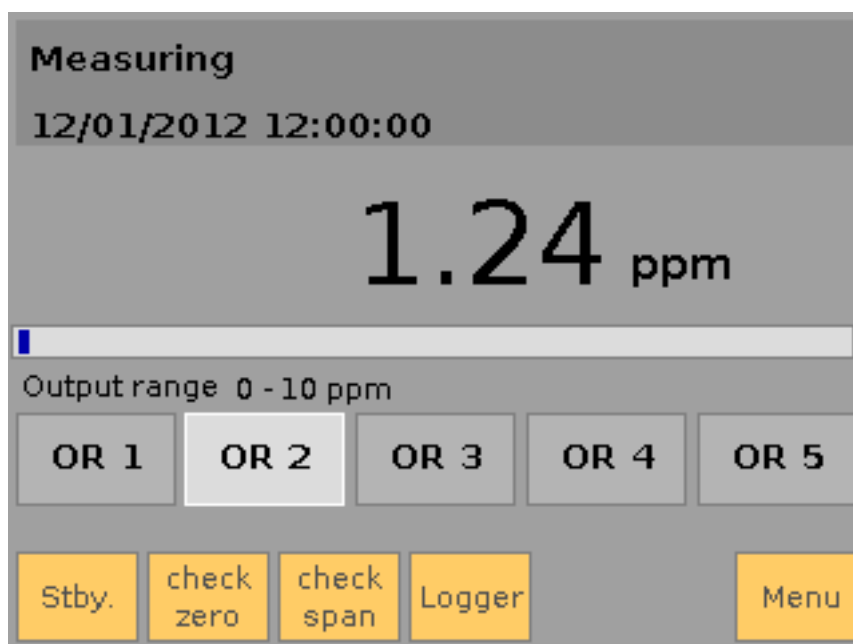 Measuring
12/01/2012 12:00:00
1.24 ppm
Output range 0 - 10 ppm
OR 1 OR 2 OR 3 OR 4 OR 5
Stby. check zero check span Logger Menu